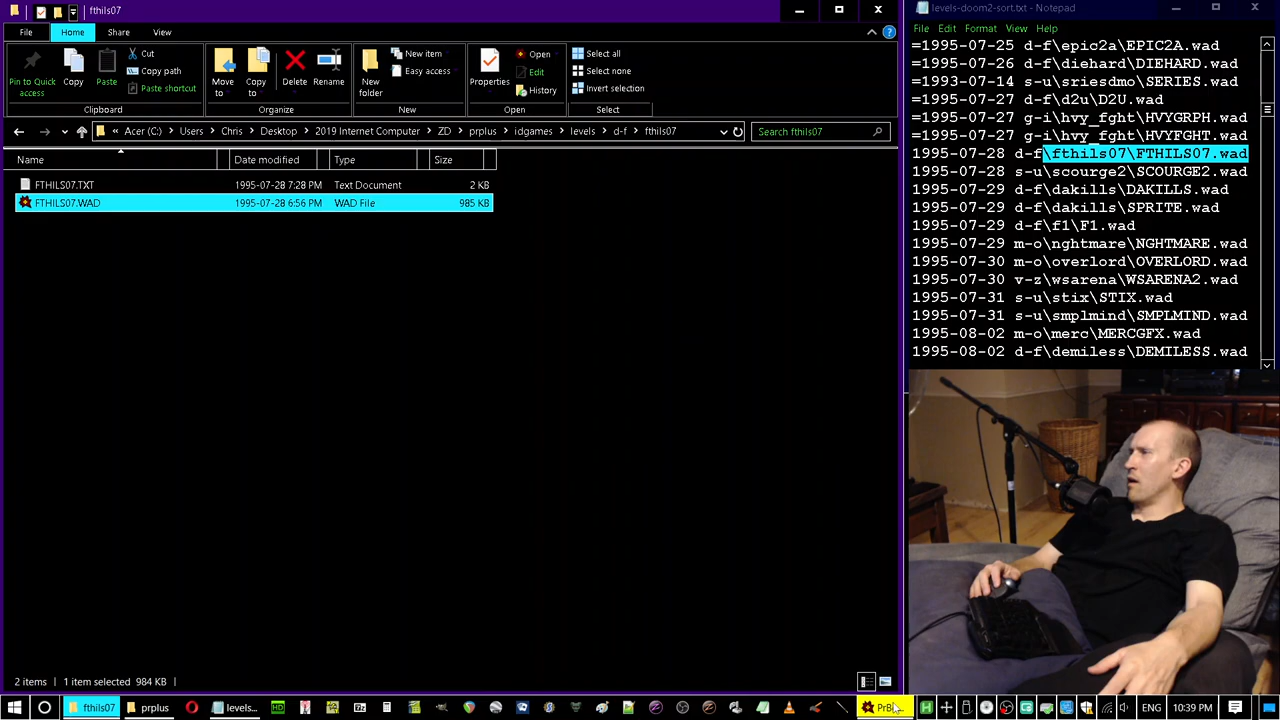 fthils07
levels-doom2-sort.txt - Notepad
File Home Share View
File Edit Format View Help
Pin to Quick access
Copy
Paste
Cut
Copy path
Paste shortcut
Clipboard
Move to
Copy to
Delete
Rename
Organize
New folder
New item
Easy access
New
Properties
Open
Edit
History
Open
Select all
Select none
Invert selection
Select
« Acer (C:) > Users > Chris > Desktop > 2019 Internet Computer > ZD > prplus > idgames > levels > d-f > fthils07
Search fthils07
Name Date modified Type Size
FTHILS07.TXT 1995-07-28 7:28 PM Text Document 2 KB
FTHILS07.WAD 1995-07-28 6:56 PM WAD File 985 KB
=1995-07-25 d-f\epic2a\EPIC2A.wad
=1995-07-26 d-f\diehard\DIEHARD.wad
=1993-07-14 s-u\sriesdmo\SERIES.wad
=1995-07-27 d-f\d2u\D2U.wad
=1995-07-27 g-i\hvy_fght\HVYGRPH.wad
=1995-07-27 g-i\hvy_fght\HVYFGHT.wad
1995-07-28 d-f\fthils07\FTHILS07.wad
1995-07-28 s-u\scourge2\SCOURGE2.wad
1995-07-29 d-f\dakills\DAKILLS.wad
1995-07-29 d-f\dakills\SPRITE.wad
1995-07-29 d-f\f1\F1.wad
1995-07-29 m-o\nghtmare\NGHTMARE.wad
1995-07-30 m-o\overlord\OVERLORD.wad
1995-07-30 v-z\wsarena\WSARENA2.wad
1995-07-31 s-u\stix\STIX.wad
1995-07-31 s-u\smplmind\SMPLMIND.wad
1995-08-02 m-o\merc\MERCGFX.wad
1995-08-02 d-f\demiless\DEMILESS.wad
2 items 1 item selected 984 KB
fthils07
prplus
levels...
HD
ENG
10:39 PM